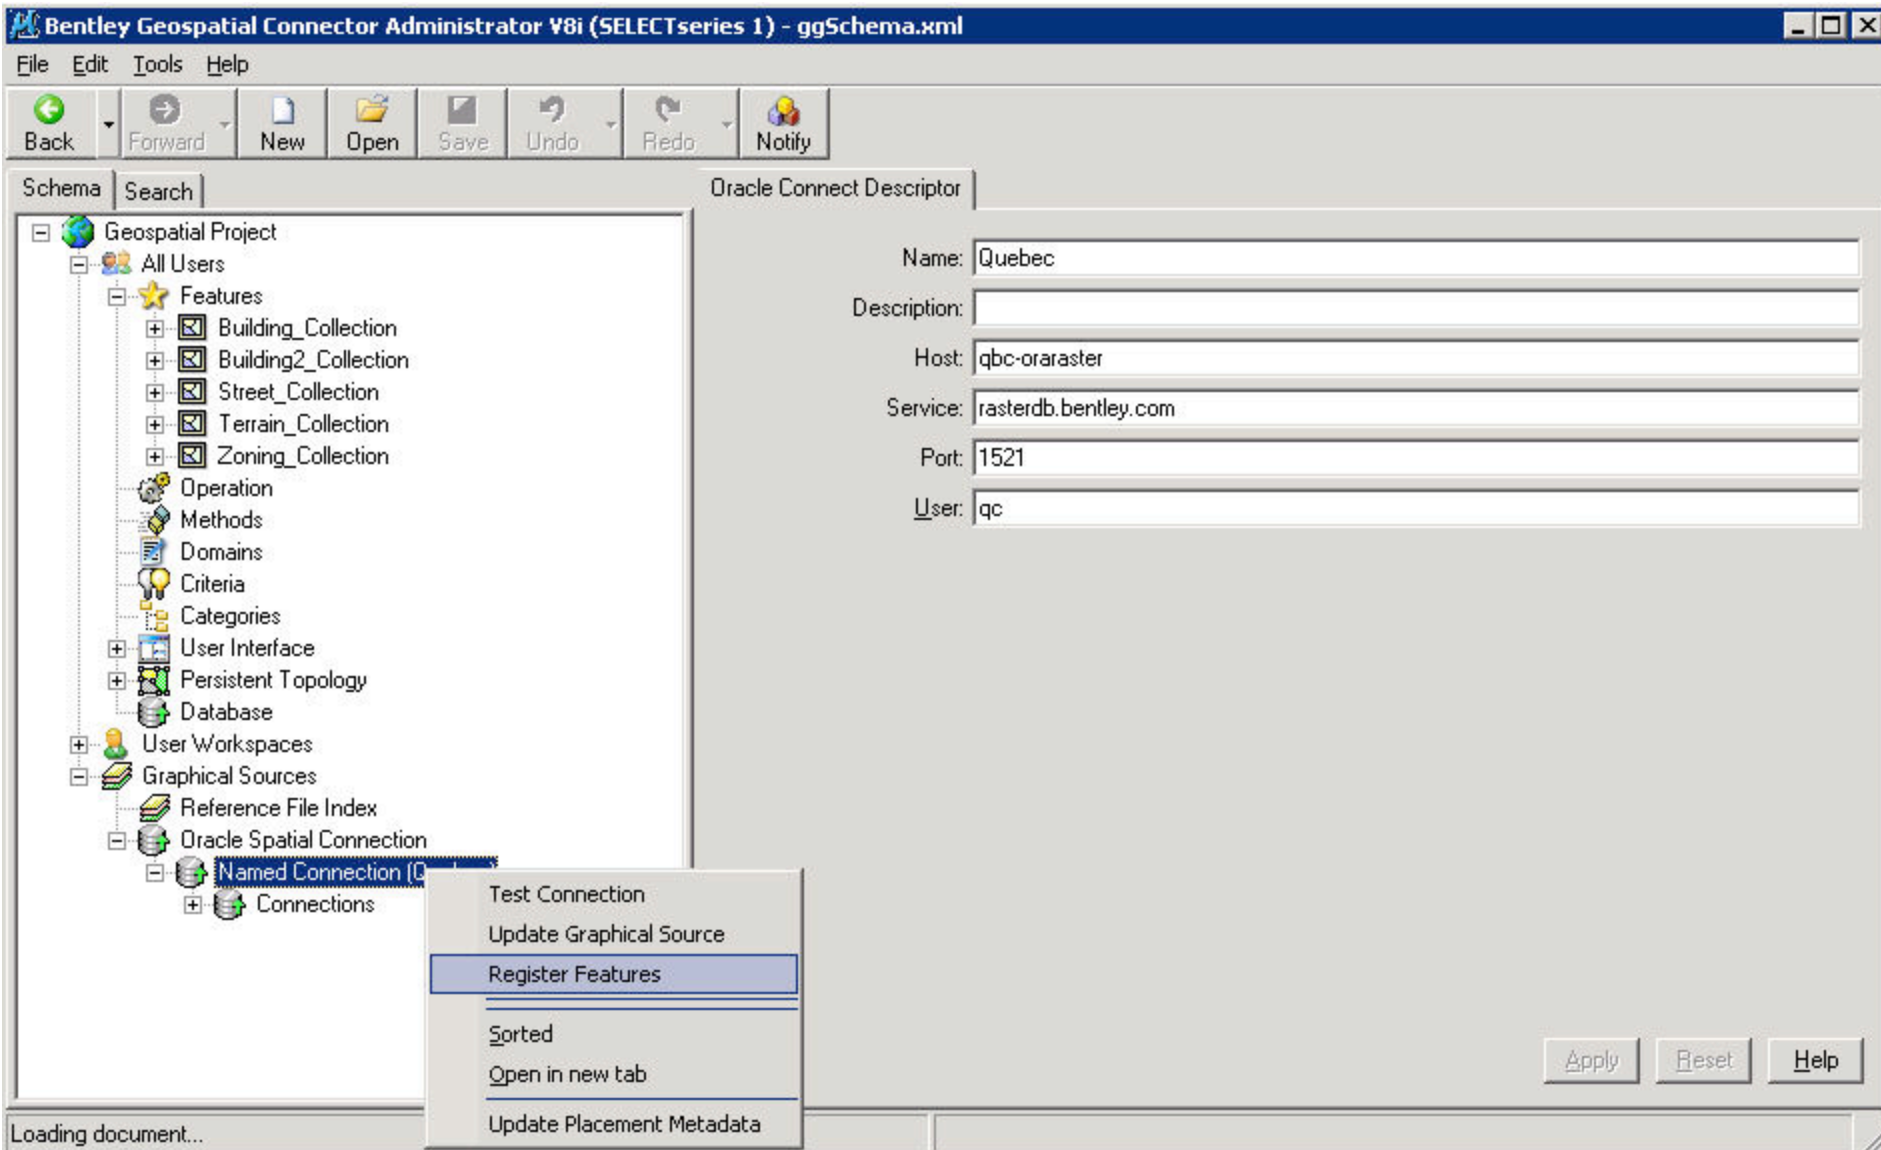 Bentley Geospatial Connector Administrator V8i (SELECTseries 1) - ggSchema.xml
File Edit Tools Help
Back Forward New Open Save Undo Redo Notify
Schema Search
Oracle Connect Descriptor
Geospatial Project
All Users
Features
Building_Collection
Building2_Collection
Street_Collection
Terrain_Collection
Zoning_Collection
Operation
Methods
Domains
Criteria
Categories
User Interface
Persistent Topology
Database
User Workspaces
Graphical Sources
Reference File Index
Oracle Spatial Connection
Named Connection (Q
Connections
Test Connection
Update Graphical Source
Register Features
Sorted
Open in new tab
Update Placement Metadata
Name: Quebec
Description:
Host: qbc-oraraster
Service: rasterdb.bentley.com
Port: 1521
User: qc
Apply Reset Help
Loading document...